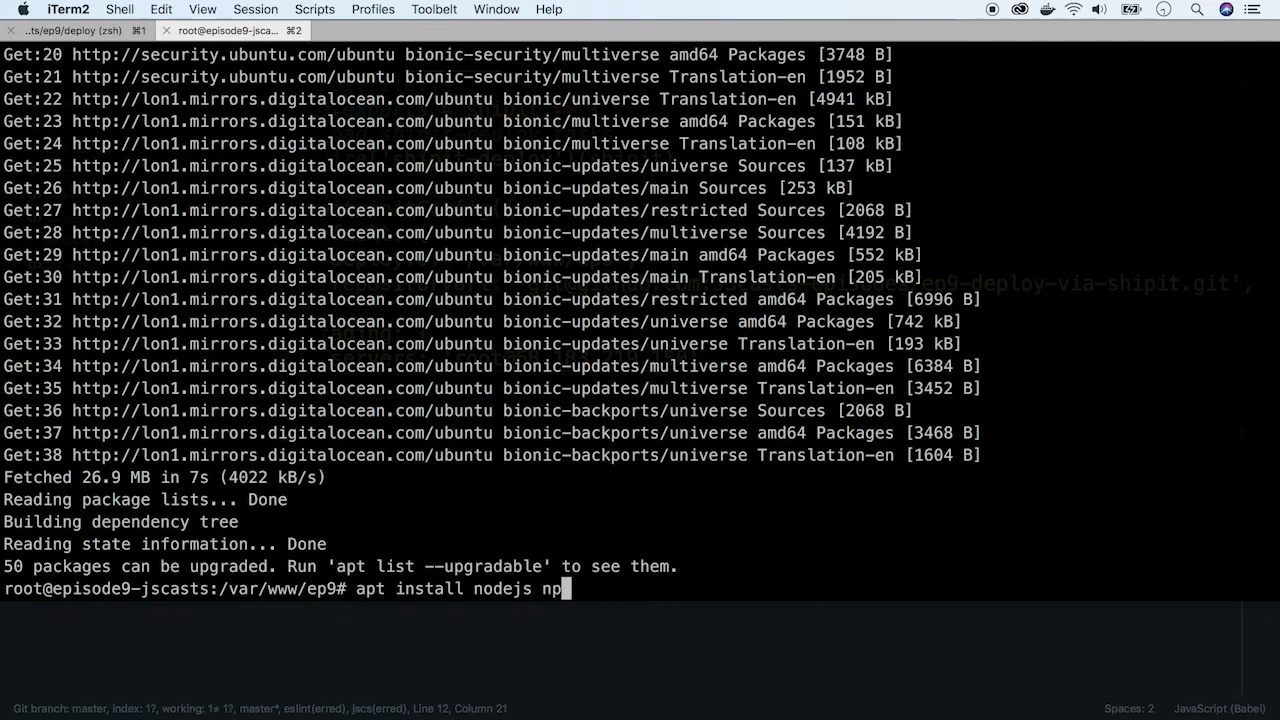 iTerm2 Shell Edit View Session Scripts Profiles Toolbelt Window Help
..ts/ep9/deploy (zsh) ⌘1 root@episode9-jsca... ⌘2
Get:20 http://security.ubuntu.com/ubuntu bionic-security/multiverse amd64 Packages [3748 B]
Get:21 http://security.ubuntu.com/ubuntu bionic-security/multiverse Translation-en [1952 B]
Get:22 http://lon1.mirrors.digitalocean.com/ubuntu bionic/universe Translation-en [4941 kB]
Get:23 http://lon1.mirrors.digitalocean.com/ubuntu bionic/multiverse amd64 Packages [151 kB]
Get:24 http://lon1.mirrors.digitalocean.com/ubuntu bionic/multiverse Translation-en [108 kB]
Get:25 http://lon1.mirrors.digitalocean.com/ubuntu bionic-updates/universe Sources [137 kB]
Get:26 http://lon1.mirrors.digitalocean.com/ubuntu bionic-updates/main Sources [253 kB]
Get:27 http://lon1.mirrors.digitalocean.com/ubuntu bionic-updates/restricted Sources [2068 B]
Get:28 http://lon1.mirrors.digitalocean.com/ubuntu bionic-updates/multiverse Sources [4192 B]
Get:29 http://lon1.mirrors.digitalocean.com/ubuntu bionic-updates/main amd64 Packages [552 kB]
Get:30 http://lon1.mirrors.digitalocean.com/ubuntu bionic-updates/main Translation-en [205 kB]
Get:31 http://lon1.mirrors.digitalocean.com/ubuntu bionic-updates/restricted amd64 Packages [6996 B]
Get:32 http://lon1.mirrors.digitalocean.com/ubuntu bionic-updates/universe amd64 Packages [742 kB]
Get:33 http://lon1.mirrors.digitalocean.com/ubuntu bionic-updates/universe Translation-en [193 kB]
Get:34 http://lon1.mirrors.digitalocean.com/ubuntu bionic-updates/multiverse amd64 Packages [6384 B]
Get:35 http://lon1.mirrors.digitalocean.com/ubuntu bionic-updates/multiverse Translation-en [3452 B]
Get:36 http://lon1.mirrors.digitalocean.com/ubuntu bionic-backports/universe Sources [2068 B]
Get:37 http://lon1.mirrors.digitalocean.com/ubuntu bionic-backports/universe amd64 Packages [3468 B]
Get:38 http://lon1.mirrors.digitalocean.com/ubuntu bionic-backports/universe Translation-en [1604 B]
Fetched 26.9 MB in 7s (4022 kB/s)
Reading package lists... Done
Building dependency tree
Reading state information... Done
50 packages can be upgraded. Run 'apt list --upgradable' to see them.
root@episode9-jscasts:/var/www/ep9# apt install nodejs np
Git branch: master, index: 1?, working: 1≠ 1?, master*, eslint(erred), jscs(erred), Line 12, Column 21 Spaces: 2 JavaScript (Babel)